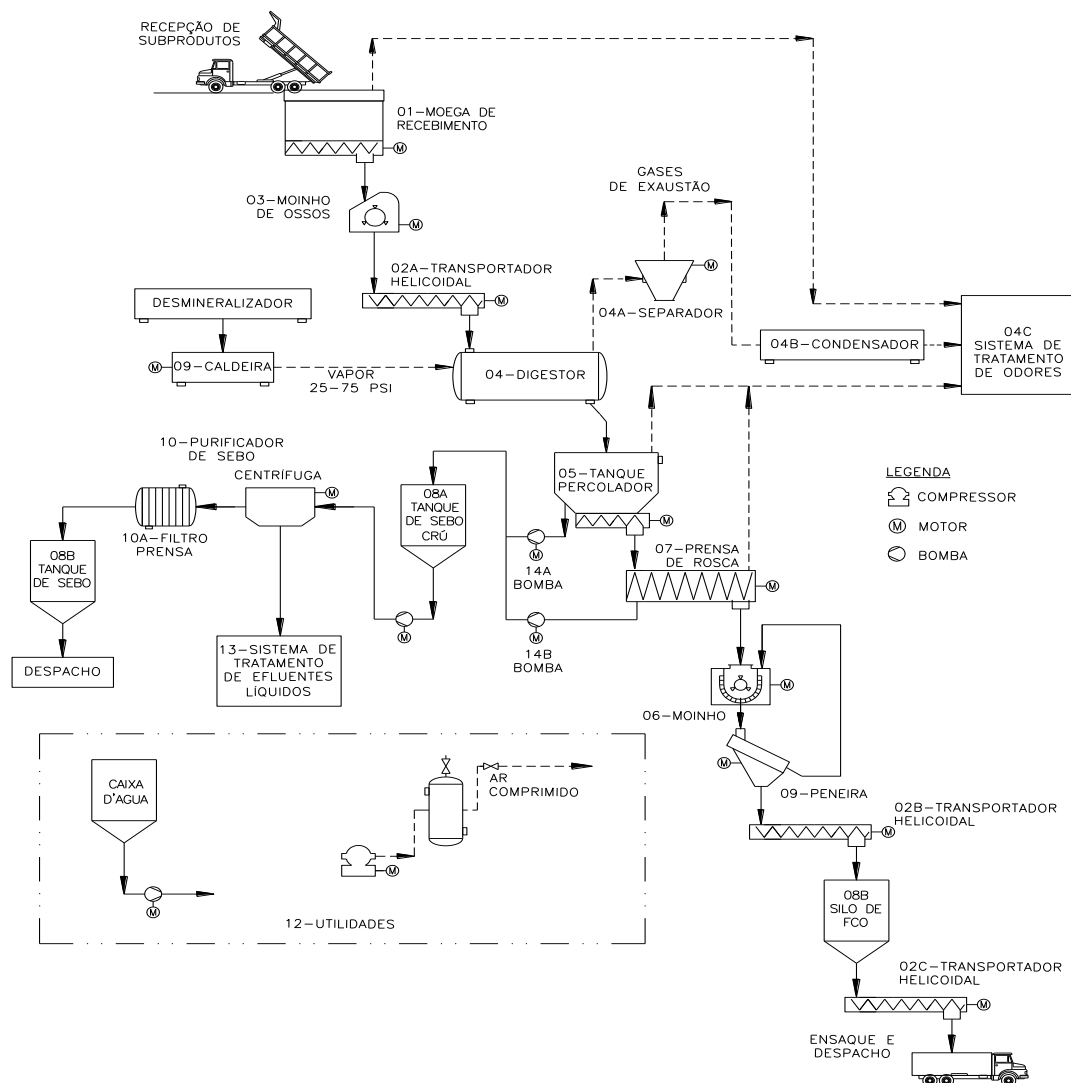 RECEPÇÃO DE
SUBPRODUTOS
01-MOEGA DE
RECEBIMENTO
M
03-MOINHO
DE OSSOS
M
GASES
DE EXAUSTÃO
02A-TRANSPORTADOR
HELICOIDAL
M
M
04A-SEPARADOR
DESMINERALIZADOR
M
09-CALDEIRA
VAPOR
25-75 PSI
04-DIGESTOR
04B-CONDENSADOR
04C
SISTEMA DE
TRATAMENTO
DE ODORES
10-PURIFICADOR
DE SEBO
CENTRÍFUGA
M
10A-FILTRO
PRENSA
08A
TANQUE
DE SEBO
CRÚ
05-TANQUE
PERCOLADOR
M
LEGENDA
COMPRESSOR
M
MOTOR
BOMBA
08B
TANQUE
DE SEBO
M
14A
BOMBA
07-PRENSA
DE ROSCA
M
M
M
14B
BOMBA
DESPACHO
13-SISTEMA DE
TRATAMENTO
DE EFLUENTES
LÍQUIDOS
M
06-MOINHO
M
09-PENEIRA
CAIXA
D'AGUA
M
AR
COMPRIMIDO
M
12-UTILIDADES
02B-TRANSPORTADOR
HELICOIDAL
M
08B
SILO DE
FCO
02C-TRANSPORTADOR
HELICOIDAL
M
ENSAQUE E
DESPACHO